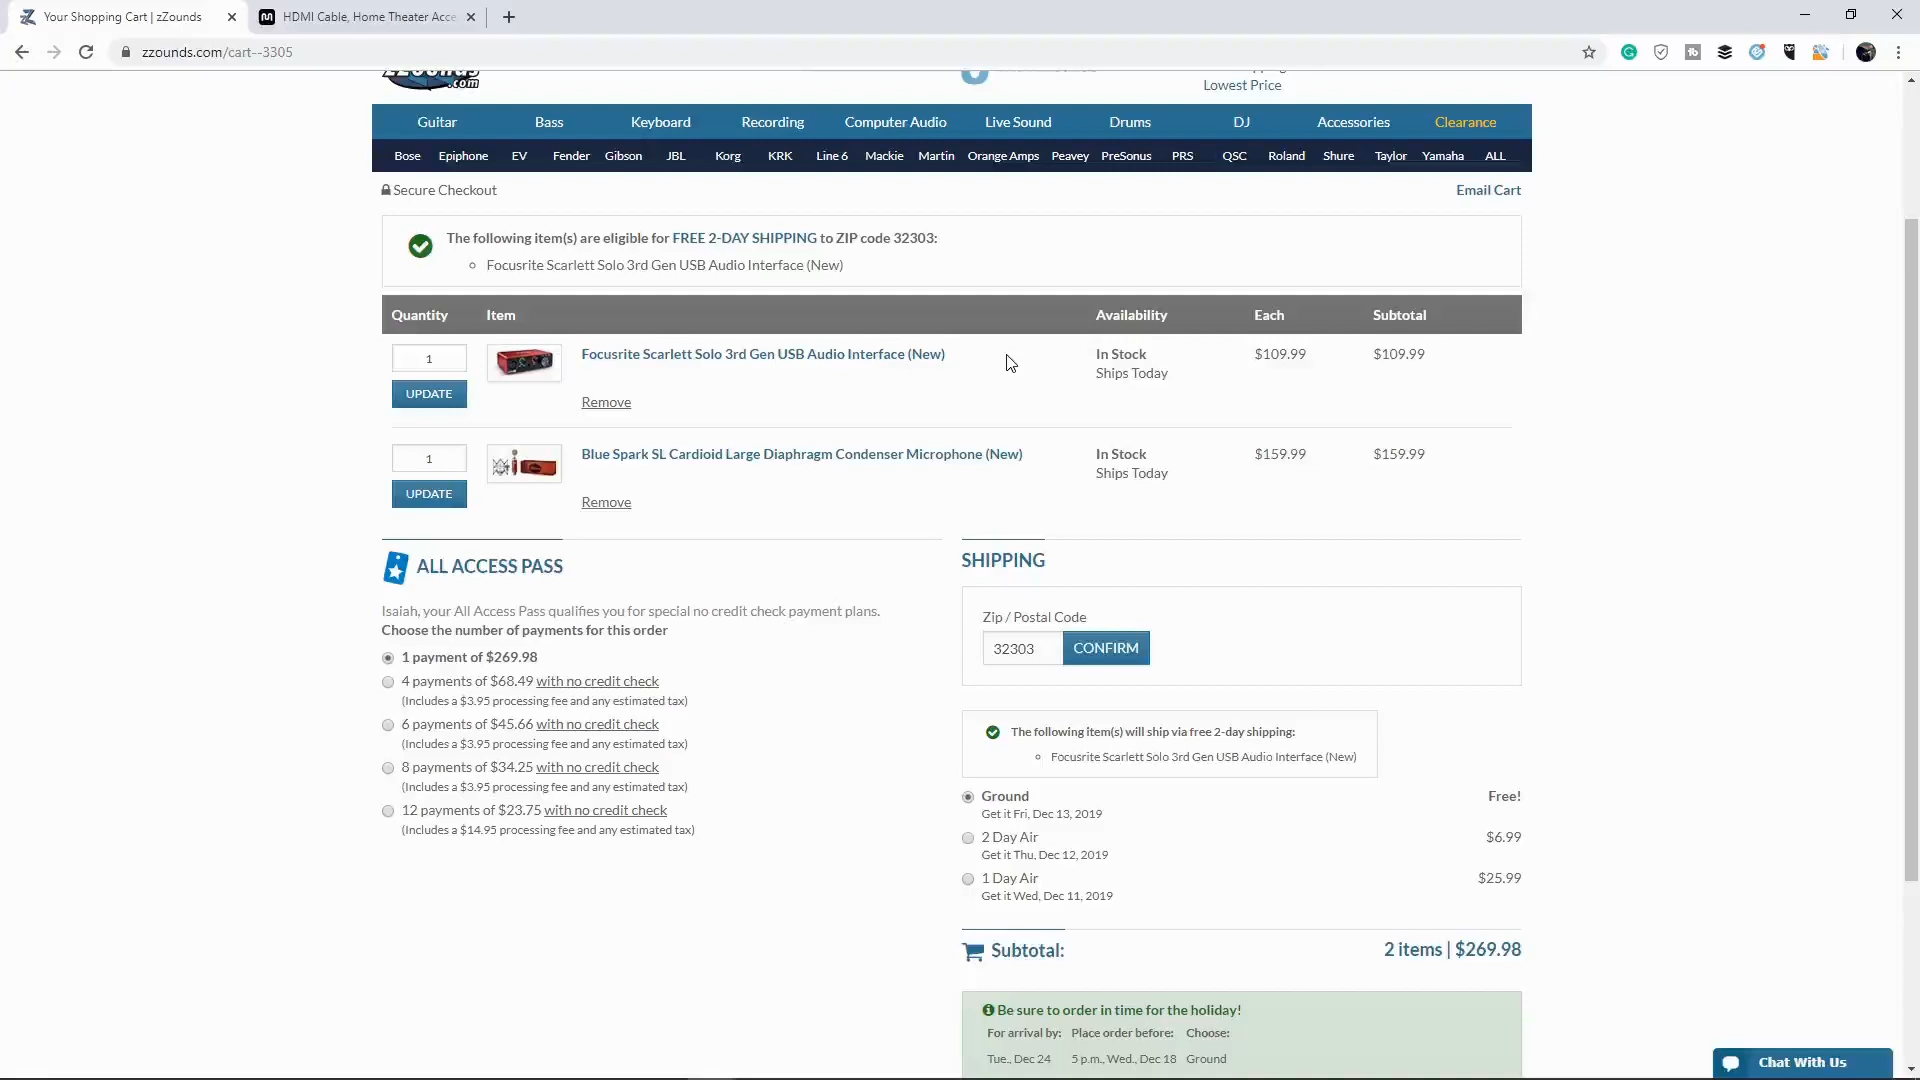 Your Shopping Cart | zZounds
HDMI Cable, Home Theater Acce
zzounds.com/cart--3305
zZounds
.com
Lowest Price
Guitar Bass Keyboard Recording Computer Audio Live Sound Drums DJ Accessories Clearance
Bose Epiphone EV Fender Gibson JBL Korg KRK Line 6 Mackie Martin Orange Amps Peavey PreSonus PRS QSC Roland Shure Taylor Yamaha ALL
Secure Checkout Email Cart
The following item(s) are eligible for FREE 2-DAY SHIPPING to ZIP code 32303:
Focusrite Scarlett Solo 3rd Gen USB Audio Interface (New)
Quantity Item Availability Each Subtotal
1 Focusrite Scarlett Solo 3rd Gen USB Audio Interface (New) In Stock $109.99 $109.99
Ships Today
UPDATE Remove
1 Blue Spark SL Cardioid Large Diaphragm Condenser Microphone (New) In Stock $159.99 $159.99
Ships Today
UPDATE Remove
ALL ACCESS PASS
Isaiah, your All Access Pass qualifies you for special no credit check payment plans.
Choose the number of payments for this order
1 payment of $269.98
4 payments of $68.49 with no credit check
(Includes a $3.95 processing fee and any estimated tax)
6 payments of $45.66 with no credit check
(Includes a $3.95 processing fee and any estimated tax)
8 payments of $34.25 with no credit check
(Includes a $3.95 processing fee and any estimated tax)
12 payments of $23.75 with no credit check
(Includes a $14.95 processing fee and any estimated tax)
SHIPPING
Zip / Postal Code
32303 CONFIRM
The following item(s) will ship via free 2-day shipping:
Focusrite Scarlett Solo 3rd Gen USB Audio Interface (New)
Ground Free!
Get it Fri, Dec 13, 2019
2 Day Air $6.99
Get it Thu, Dec 12, 2019
1 Day Air $25.99
Get it Wed, Dec 11, 2019
Subtotal: 2 items | $269.98
Be sure to order in time for the holiday!
For arrival by: Place order before: Choose:
Tue., Dec 24 5 p.m., Wed., Dec 18 Ground
Chat With Us